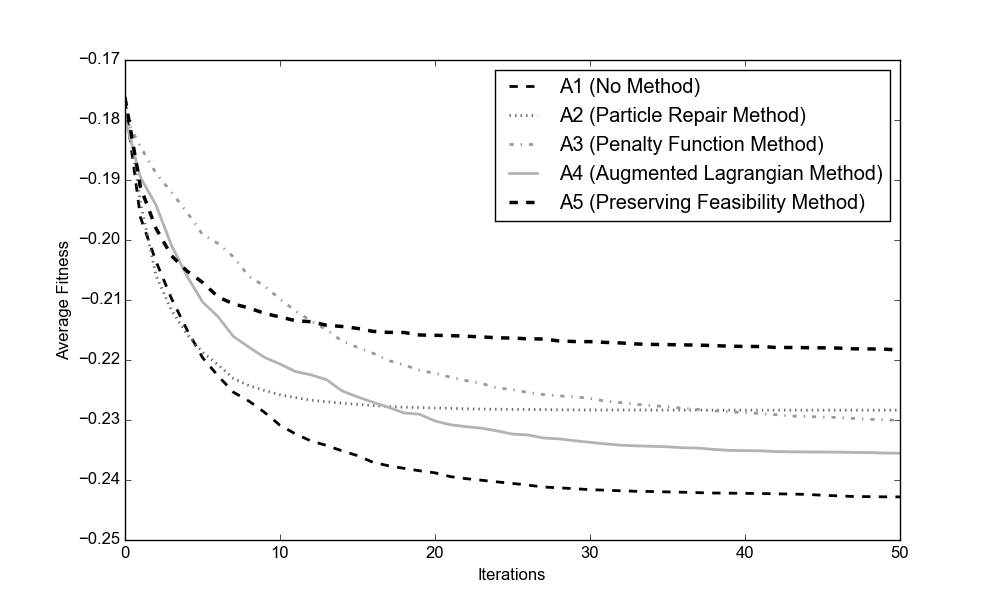 −0.17
−0.18
−0.19
−0.20
−0.21
−0.22
−0.23
−0.24
−0.25
Average Fitness
A1 (No Method)
A2 (Particle Repair Method)
A3 (Penalty Function Method)
A4 (Augmented Lagrangian Method)
A5 (Preserving Feasibility Method)
0 10 20 30 40 50
Iterations